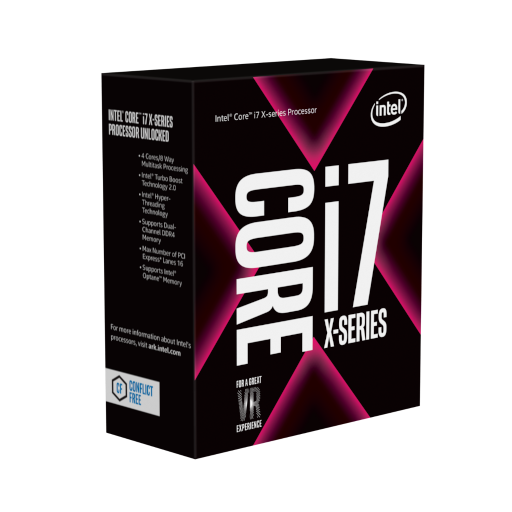 INTEL® CORE™ i7 X-SERIES
PROCESSOR UNLOCKED
• 4 Cores/8 Way
Multitask Processing
• Intel® Turbo Boost
Technology 2.0
• Intel® Hyper-
Threading
Technology
• Supports Dual-
Channel DDR4
Memory
• Max Number of PCI
Express® Lanes 16
• Supports Intel®
Optane™ Memory
For more information about Intel's
processors, visit ark.intel.com
CF
CONFLICT
FREE
Intel® Core™ i7 X-series Processor
intel®
CORE
i7
X-SERIES
FOR A GREAT
VR
EXPERIENCE